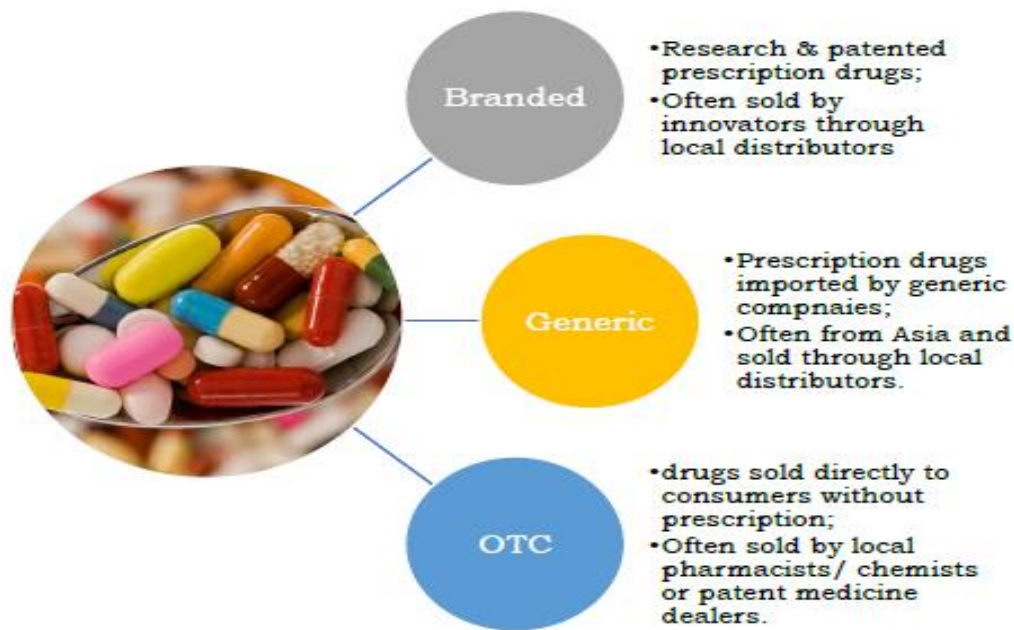 Branded
•Research & patented
prescription drugs;
•Often sold by
innovators through
local distributors
Generic
•Prescription drugs
imported by generic
compnaies;
•Often from Asia and
sold through local
distributors.
OTC
•drugs sold directly to
consumers without
prescription;
•Often sold by local
pharmacists/ chemists
or patent medicine
dealers.